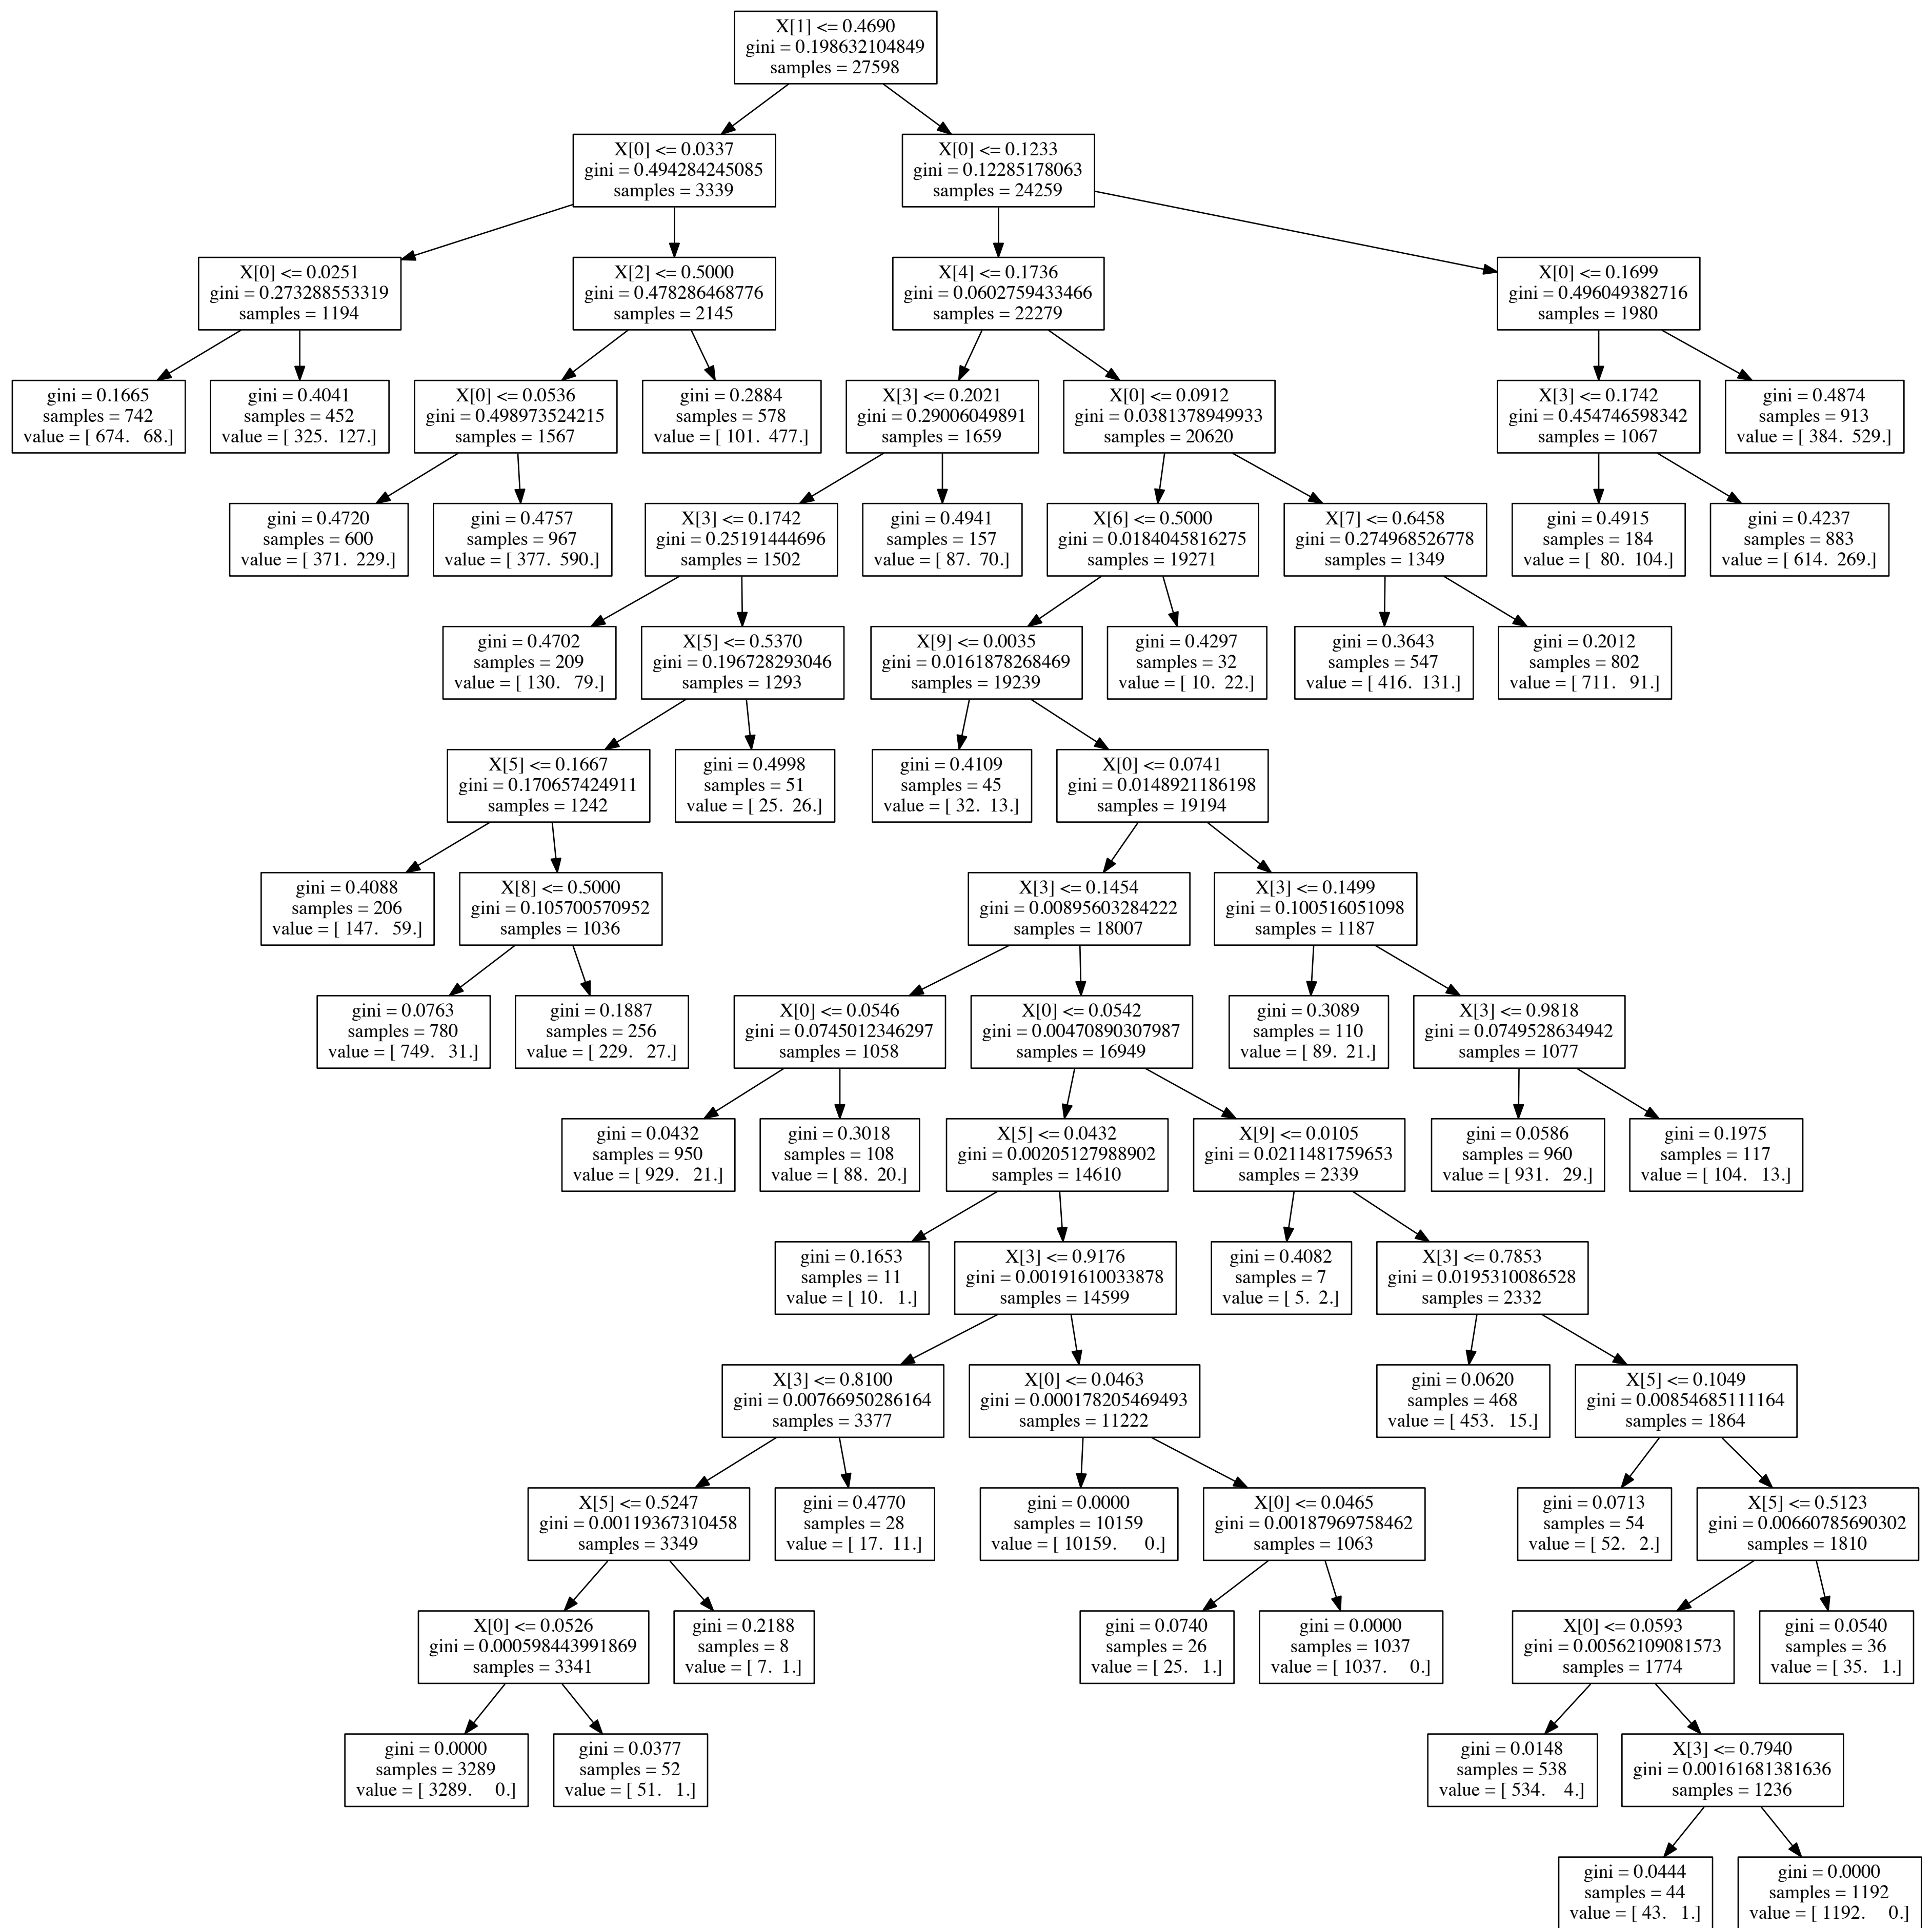 X[1] <= 0.4690
gini = 0.198632104849
samples = 27598
X[0] <= 0.0337
gini = 0.494284245085
samples = 3339
X[0] <= 0.1233
gini = 0.12285178063
samples = 24259
X[0] <= 0.0251
gini = 0.273288553319
samples = 1194
X[2] <= 0.5000
gini = 0.478286468776
samples = 2145
X[4] <= 0.1736
gini = 0.0602759433466
samples = 22279
X[0] <= 0.1699
gini = 0.496049382716
samples = 1980
gini = 0.1665
samples = 742
value = [ 674.   68.]
gini = 0.4041
samples = 452
value = [ 325.  127.]
X[0] <= 0.0536
gini = 0.498973524215
samples = 1567
gini = 0.2884
samples = 578
value = [ 101.  477.]
X[3] <= 0.2021
gini = 0.29006049891
samples = 1659
X[0] <= 0.0912
gini = 0.0381378949933
samples = 20620
X[3] <= 0.1742
gini = 0.454746598342
samples = 1067
gini = 0.4874
samples = 913
value = [ 384.  529.]
gini = 0.4720
samples = 600
value = [ 371.  229.]
gini = 0.4757
samples = 967
value = [ 377.  590.]
X[3] <= 0.1742
gini = 0.25191444696
samples = 1502
gini = 0.4941
samples = 157
value = [ 87.  70.]
X[6] <= 0.5000
gini = 0.0184045816275
samples = 19271
X[7] <= 0.6458
gini = 0.274968526778
samples = 1349
gini = 0.4915
samples = 184
value = [  80.  104.]
gini = 0.4237
samples = 883
value = [ 614.  269.]
gini = 0.4702
samples = 209
value = [ 130.   79.]
X[5] <= 0.5370
gini = 0.196728293046
samples = 1293
X[9] <= 0.0035
gini = 0.0161878268469
samples = 19239
gini = 0.4297
samples = 32
value = [ 10.  22.]
gini = 0.3643
samples = 547
value = [ 416.  131.]
gini = 0.2012
samples = 802
value = [ 711.   91.]
X[5] <= 0.1667
gini = 0.170657424911
samples = 1242
gini = 0.4998
samples = 51
value = [ 25.  26.]
gini = 0.4109
samples = 45
value = [ 32.  13.]
X[0] <= 0.0741
gini = 0.0148921186198
samples = 19194
gini = 0.4088
samples = 206
value = [ 147.   59.]
X[8] <= 0.5000
gini = 0.105700570952
samples = 1036
X[3] <= 0.1454
gini = 0.00895603284222
samples = 18007
X[3] <= 0.1499
gini = 0.100516051098
samples = 1187
gini = 0.0763
samples = 780
value = [ 749.   31.]
gini = 0.1887
samples = 256
value = [ 229.   27.]
X[0] <= 0.0546
gini = 0.0745012346297
samples = 1058
X[0] <= 0.0542
gini = 0.00470890307987
samples = 16949
gini = 0.3089
samples = 110
value = [ 89.  21.]
X[3] <= 0.9818
gini = 0.0749528634942
samples = 1077
gini = 0.0432
samples = 950
value = [ 929.   21.]
gini = 0.3018
samples = 108
value = [ 88.  20.]
X[5] <= 0.0432
gini = 0.00205127988902
samples = 14610
X[9] <= 0.0105
gini = 0.0211481759653
samples = 2339
gini = 0.0586
samples = 960
value = [ 931.   29.]
gini = 0.1975
samples = 117
value = [ 104.   13.]
gini = 0.1653
samples = 11
value = [ 10.   1.]
X[3] <= 0.9176
gini = 0.00191610033878
samples = 14599
gini = 0.4082
samples = 7
value = [ 5.  2.]
X[3] <= 0.7853
gini = 0.0195310086528
samples = 2332
X[3] <= 0.8100
gini = 0.00766950286164
samples = 3377
X[0] <= 0.0463
gini = 0.000178205469493
samples = 11222
gini = 0.0620
samples = 468
value = [ 453.   15.]
X[5] <= 0.1049
gini = 0.00854685111164
samples = 1864
X[5] <= 0.5247
gini = 0.00119367310458
samples = 3349
gini = 0.4770
samples = 28
value = [ 17.  11.]
gini = 0.0000
samples = 10159
value = [ 10159.      0.]
X[0] <= 0.0465
gini = 0.00187969758462
samples = 1063
gini = 0.0713
samples = 54
value = [ 52.   2.]
X[5] <= 0.5123
gini = 0.00660785690302
samples = 1810
X[0] <= 0.0526
gini = 0.000598443991869
samples = 3341
gini = 0.2188
samples = 8
value = [ 7.  1.]
gini = 0.0740
samples = 26
value = [ 25.   1.]
gini = 0.0000
samples = 1037
value = [ 1037.     0.]
X[0] <= 0.0593
gini = 0.00562109081573
samples = 1774
gini = 0.0540
samples = 36
value = [ 35.   1.]
gini = 0.0000
samples = 3289
value = [ 3289.     0.]
gini = 0.0377
samples = 52
value = [ 51.   1.]
gini = 0.0148
samples = 538
value = [ 534.    4.]
X[3] <= 0.7940
gini = 0.00161681381636
samples = 1236
gini = 0.0444
samples = 44
value = [ 43.   1.]
gini = 0.0000
samples = 1192
value = [ 1192.     0.]